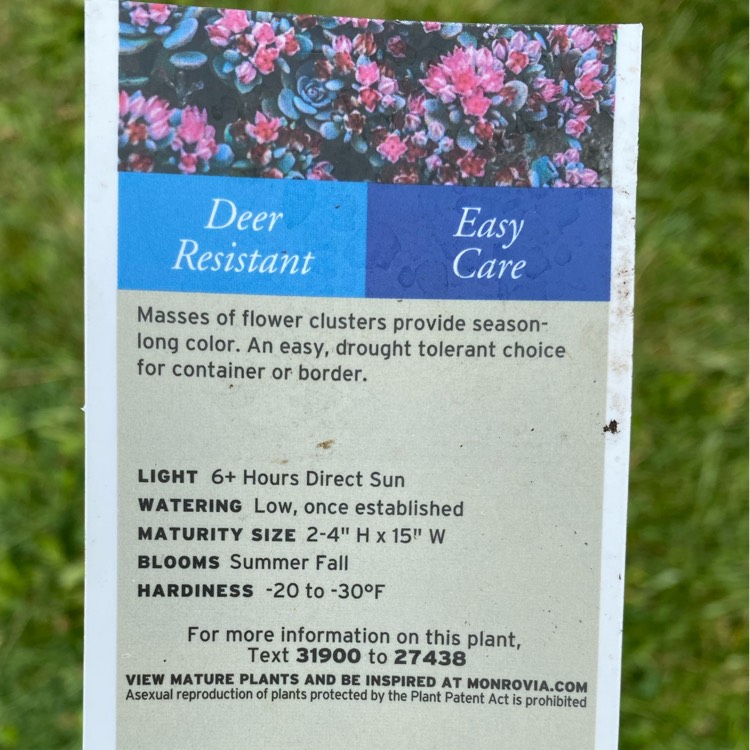 Deer
Resistant
Easy
Care
Masses of flower clusters provide season-
long color. An easy, drought tolerant choice
for container or border.
LIGHT 6+ Hours Direct Sun
WATERING Low, once established
MATURITY SIZE 2-4" H x 15" W
BLOOMS Summer Fall
HARDINESS -20 to -30°F
For more information on this plant,
Text 31900 to 27438
VIEW MATURE PLANTS AND BE INSPIRED AT MONROVIA.COM
Asexual reproduction of plants protected by the Plant Patent Act is prohibited